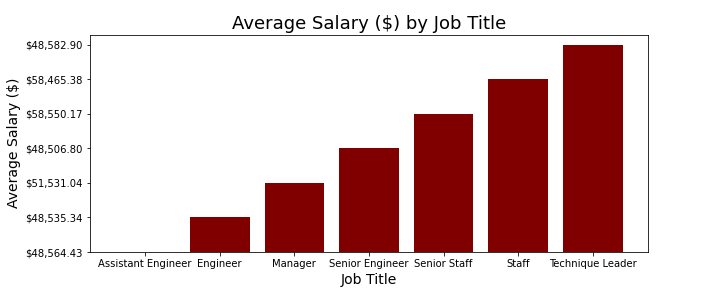 Average Salary ($) by Job Title
Average Salary ($)
$48,582.90
$58,465.38
$58,550.17
$48,506.80
$51,531.04
$48,535.34
$48,564.43
Assistant Engineer Engineer Manager Senior Engineer Senior Staff Staff Technique Leader
Job Title